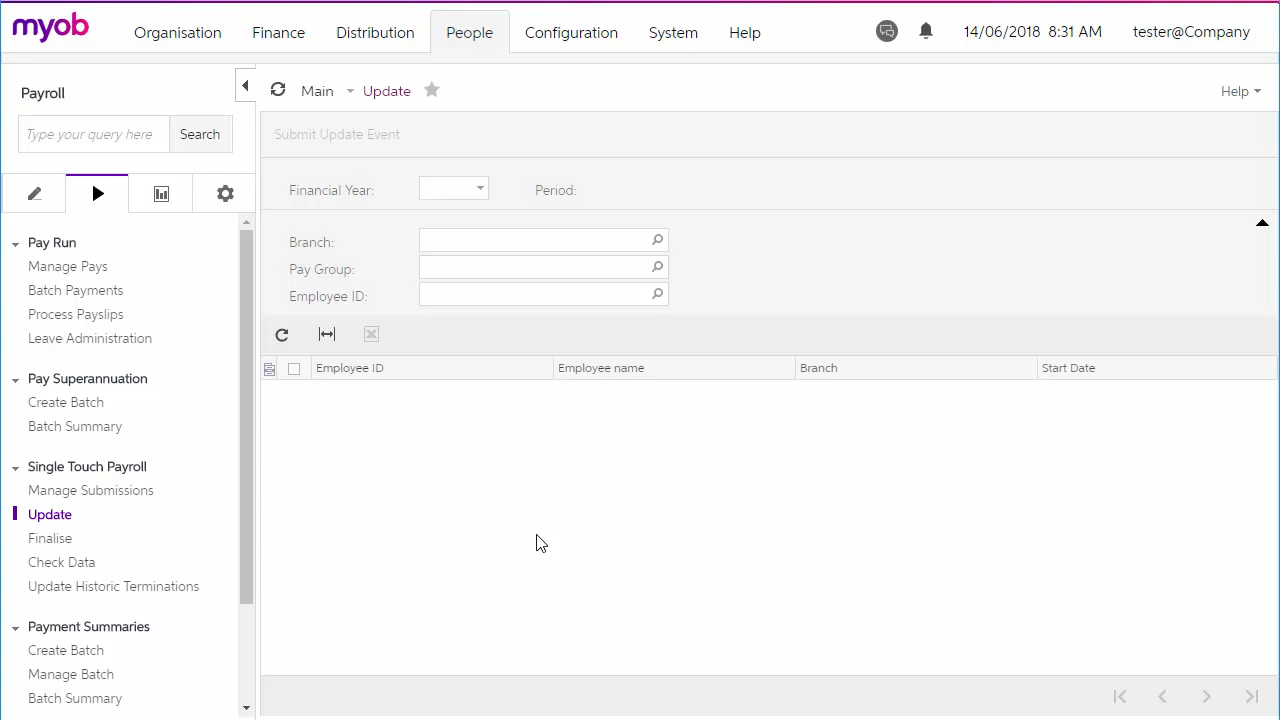 myob
Organisation
Finance
Distribution
People
Configuration
System
Help
14/06/2018 8:31 AM
tester@Company
Payroll
Type your query here
Search
Pay Run
Manage Pays
Batch Payments
Process Payslips
Leave Administration
Pay Superannuation
Create Batch
Batch Summary
Single Touch Payroll
Manage Submissions
Update
Finalise
Check Data
Update Historic Terminations
Payment Summaries
Create Batch
Manage Batch
Batch Summary
Main
Update
Help
Submit Update Event
Financial Year:
Period:
Branch:
Pay Group:
Employee ID:
Employee ID
Employee name
Branch
Start Date